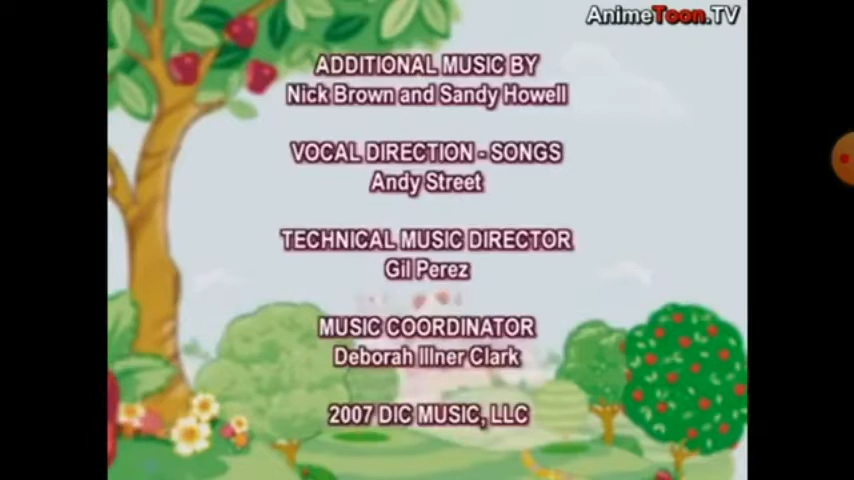 AnimeToon.TV
ADDITIONAL MUSIC BY
Nick Brown and Sandy Howell
VOCAL DIRECTION - SONGS
Andy Street
TECHNICAL MUSIC DIRECTOR
Gil Perez
MUSIC COORDINATOR
Deborah Illner Clark
2007 DIC MUSIC, LLC